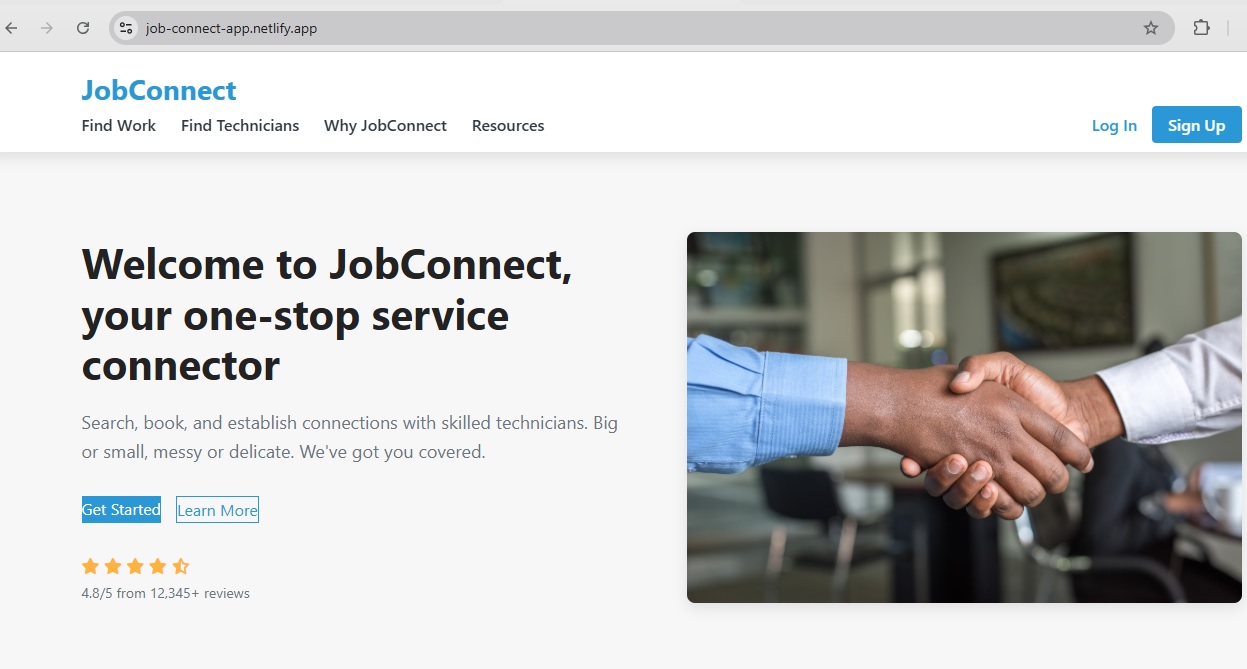 job-connect-app.netlify.app
JobConnect
Find Work Find Technicians Why JobConnect Resources Log In Sign Up
Welcome to JobConnect,
your one-stop service
connector
Search, book, and establish connections with skilled technicians. Big
or small, messy or delicate. We've got you covered.
Get Started Learn More
4.8/5 from 12,345+ reviews